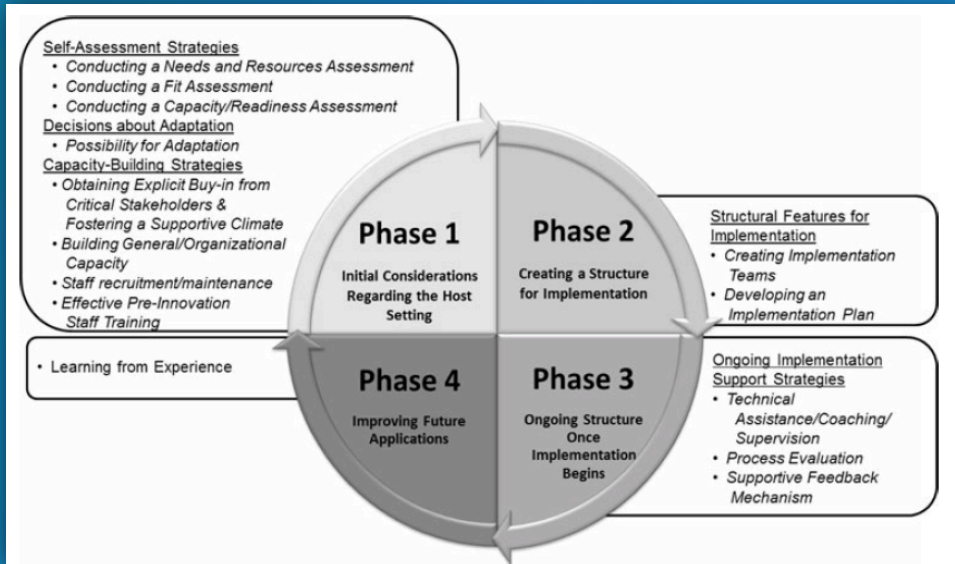 Self-Assessment Strategies
• Conducting a Needs and Resources Assessment
• Conducting a Fit Assessment
• Conducting a Capacity/Readiness Assessment
Decisions about Adaptation
• Possibility for Adaptation
Capacity-Building Strategies
• Obtaining Explicit Buy-in from
Critical Stakeholders &
Fostering a Supportive Climate
• Building General/Organizational
Capacity
• Staff recruitment/maintenance
• Effective Pre-Innovation
Staff Training
Phase 1
Initial Considerations
Regarding the Host
Setting
Phase 2
Creating a Structure
for Implementation
Structural Features for
Implementation
• Creating Implementation
Teams
• Developing an
Implementation Plan
Phase 3
Ongoing Structure
Once
Implementation
Begins
Ongoing Implementation
Support Strategies
• Technical
Assistance/Coaching/
Supervision
• Process Evaluation
• Supportive Feedback
Mechanism
Phase 4
Improving Future
Applications
• Learning from Experience